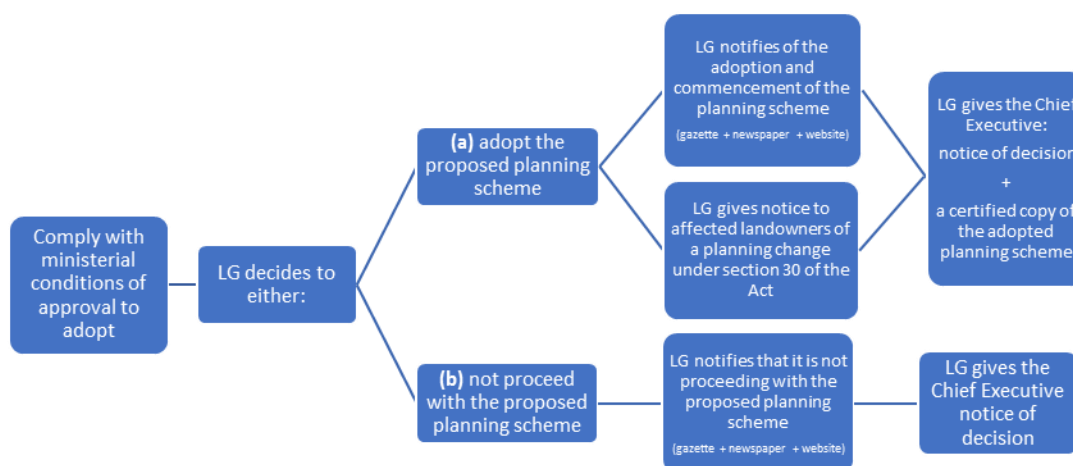 Comply with
ministerial
conditions of
approval to
adopt
LG decides to
either:
(a) adopt the
proposed planning
scheme
LG notifies of the
adoption and
commencement of the
planning scheme
(gazette + newspaper + website)
LG gives notice to
affected landowners of
a planning change
under section 30 of the
Act
LG gives the Chief
Executive:
notice of decision
+
a certified copy of
the adopted
planning scheme
(b) not proceed
with the proposed
planning scheme
LG notifies that it is not
proceeding with the
proposed planning
scheme
(gazette + newspaper + website)
LG gives the
Chief Executive
notice of
decision